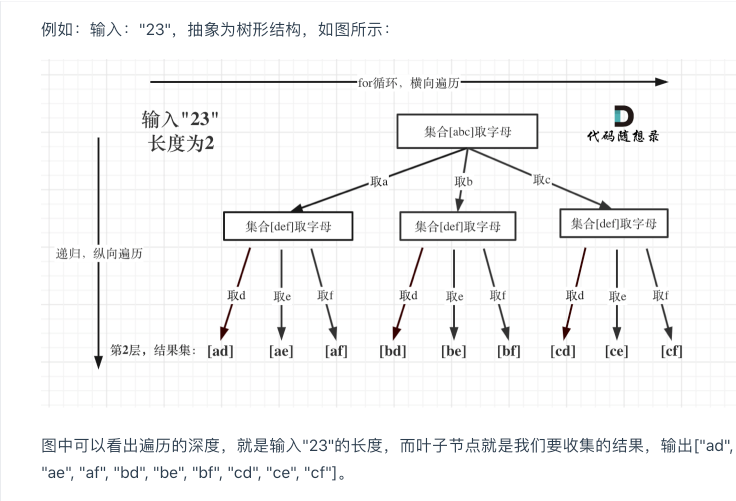 例如：输入："23"，抽象为树形结构，如图所示：
for循环，横向遍历
输入"23"
长度为2
集合[abc]取字母
代码随想录
取a
取b
取c
集合[def]取字母
集合[def]取字母
集合[def]取字母
递归，纵向遍历
取d
取e
取f
取d
取e
取f
取d
取e
取f
第2层，结果集： [ad] [ae] [af] [bd] [be] [bf] [cd] [ce] [cf]
图中可以看出遍历的深度，就是输入"23"的长度，而叶子节点就是我们要收集的结果，输出["ad",
"ae", "af", "bd", "be", "bf", "cd", "ce", "cf"]。